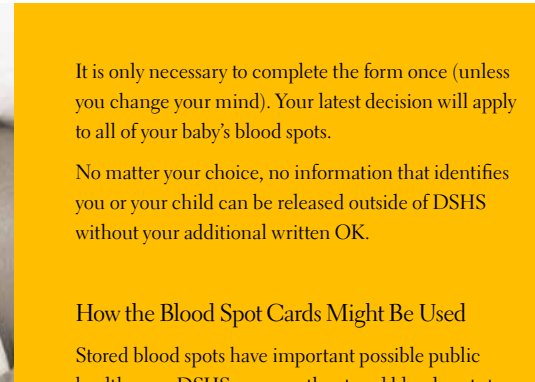 It is only necessary to complete the form once (unless
you change your mind). Your latest decision will apply
to all of your baby’s blood spots.
No matter your choice, no information that identifies
you or your child can be released outside of DSHS
without your additional written OK.
How the Blood Spot Cards Might Be Used
Stored blood spots have important possible public